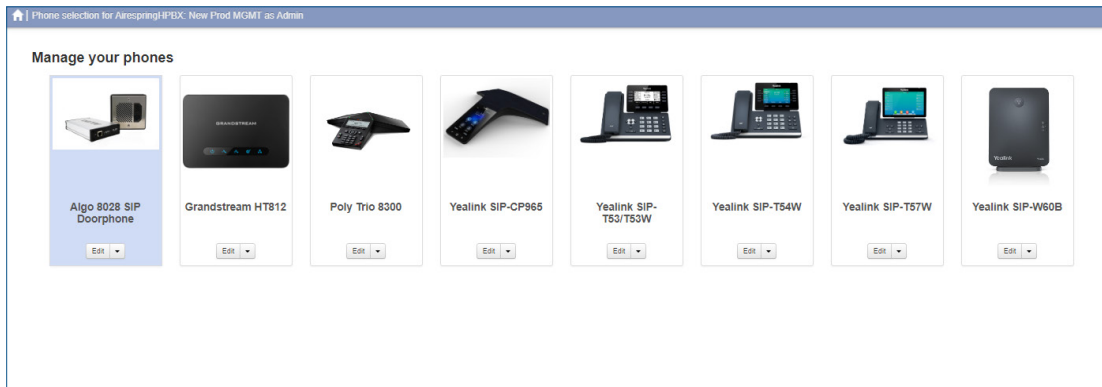 Phone selection for AirespringHPBX: New Prod MGMT as Admin
Manage your phones
GRANDSTREAM
Yealink
Algo 8028 SIP
Doorphone
Grandstream HT812
Poly Trio 8300
Yealink SIP-CP965
Yealink SIP-
T53/T53W
Yealink SIP-T54W
Yealink SIP-T57W
Yealink SIP-W60B
Edit
Edit
Edit
Edit
Edit
Edit
Edit
Edit